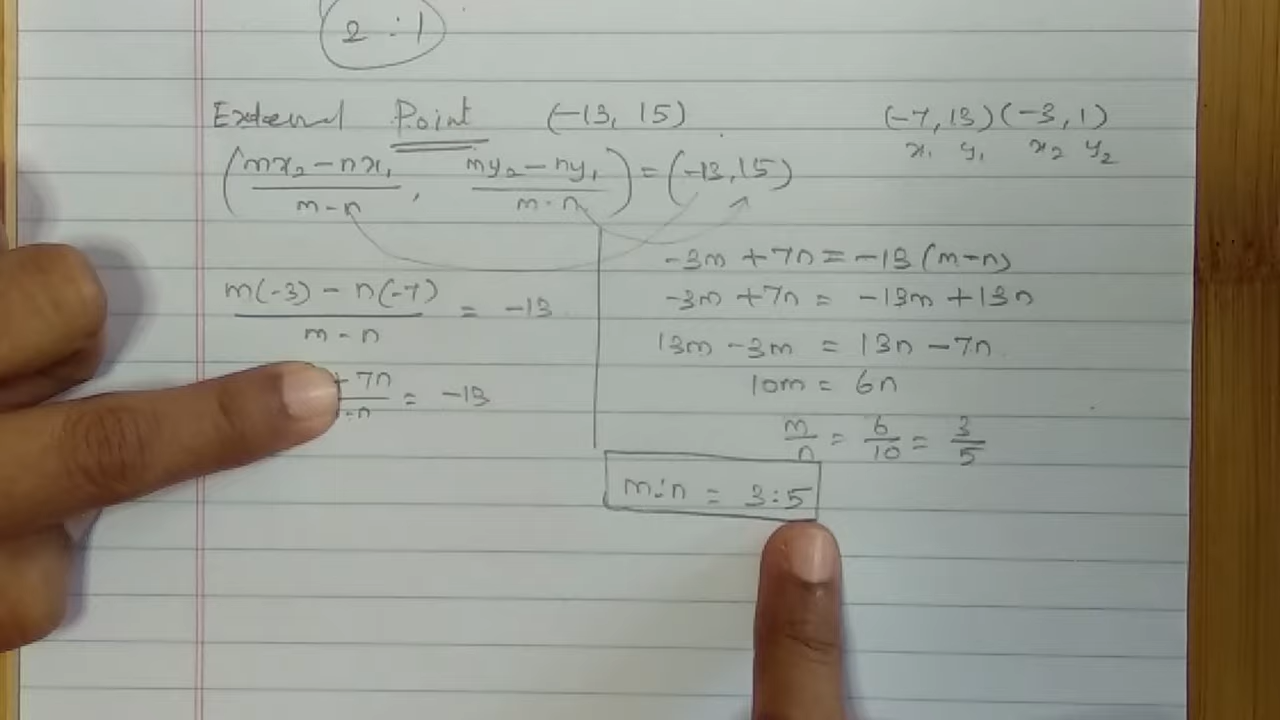 2 : 1
External Point (-13, 15) (-7, 13) (-3, 1)
x₁ y₁ x₂ y₂
(mx₂ - nx₁ / m-n , my₂ - ny₁ / m-n) = (-13, 15)
m(-3) - n(-7) / m-n = -13
+ 7n / -n = -13
-3m + 7n = -13 (m-n)
-3m + 7n = -13m + 13n
13m - 3m = 13n - 7n
10m = 6n
m/n = 6/10 = 3/5
m:n = 3:5